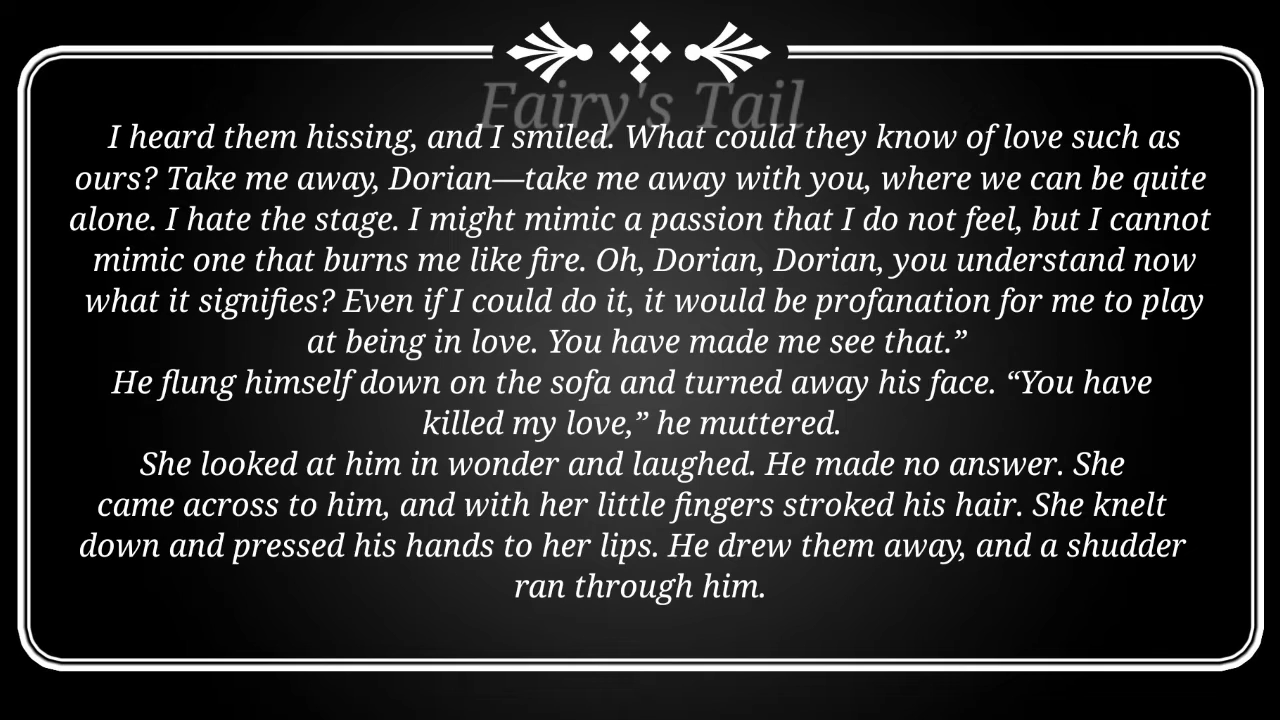 Fairy's Tail
I heard them hissing, and I smiled. What could they know of love such as
ours? Take me away, Dorian—take me away with you, where we can be quite
alone. I hate the stage. I might mimic a passion that I do not feel, but I cannot
mimic one that burns me like fire. Oh, Dorian, Dorian, you understand now
what it signifies? Even if I could do it, it would be profanation for me to play
at being in love. You have made me see that.”
He flung himself down on the sofa and turned away his face. “You have
killed my love,” he muttered.
She looked at him in wonder and laughed. He made no answer. She
came across to him, and with her little fingers stroked his hair. She knelt
down and pressed his hands to her lips. He drew them away, and a shudder
ran through him.